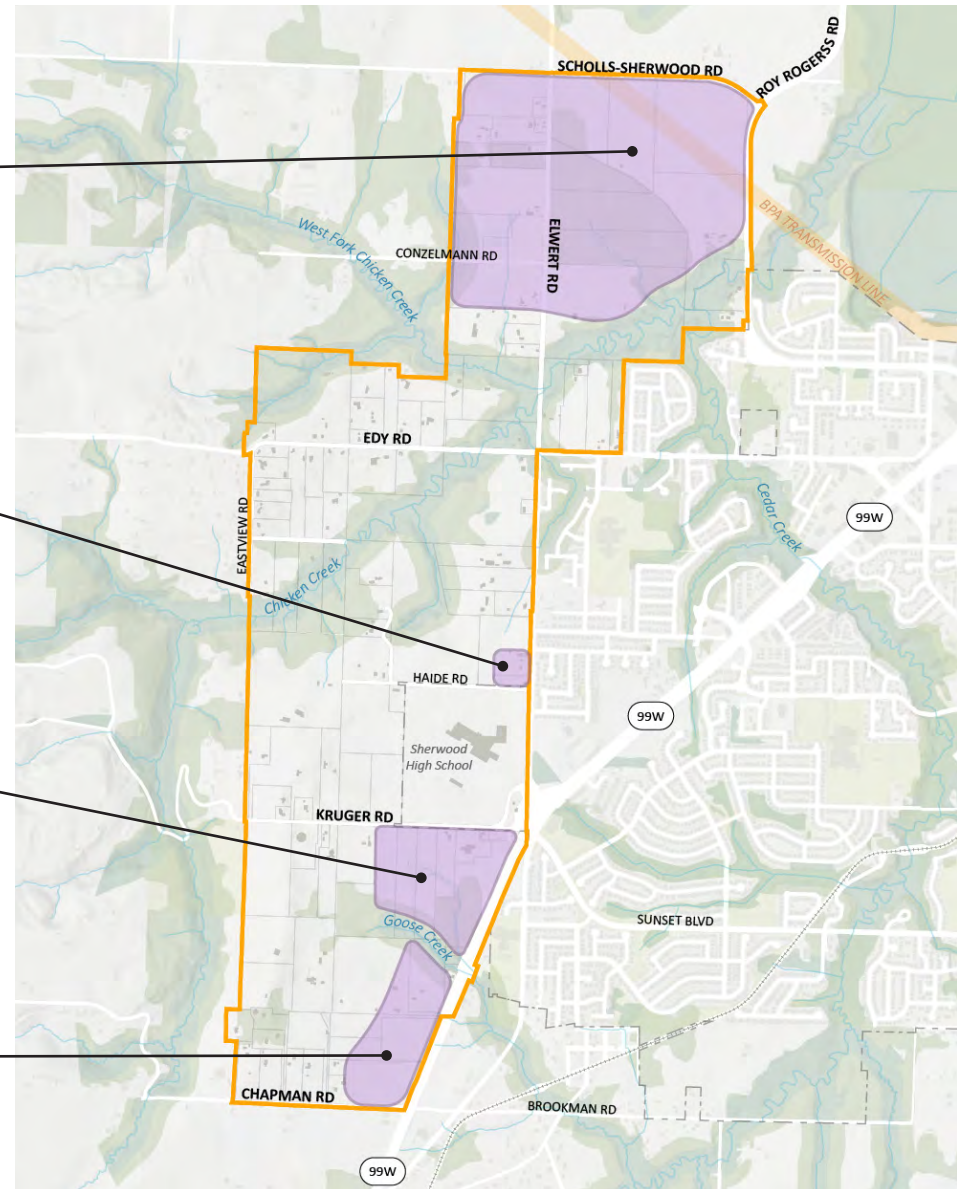 SCHOLLS-SHERWOOD RD
ROY ROGERSS RD
West Fork Chicken Creek
CONZELMANN RD
ELWERT RD
BPA TRANSMISSION LINE
EDY RD
EASTVIEW RD
Cedar Creek
99W
Chicken Creek
HAIDE RD
99W
Sherwood
High School
KRUGER RD
Goose Creek
SUNSET BLVD
CHAPMAN RD
BROOKMAN RD
99W